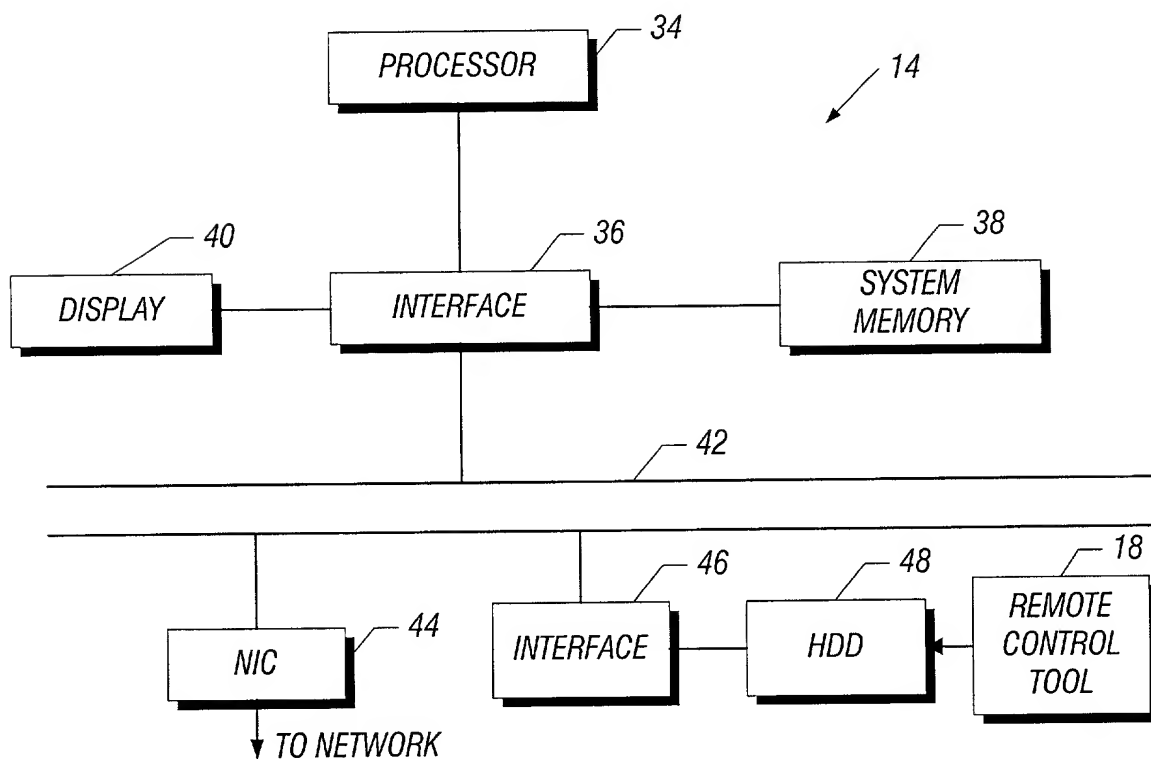 34
PROCESSOR
14
40
36
38
DISPLAY
INTERFACE
SYSTEM
MEMORY
42
46
48
18
44
NIC
INTERFACE
HDD
REMOTE
CONTROL
TOOL
TO NETWORK